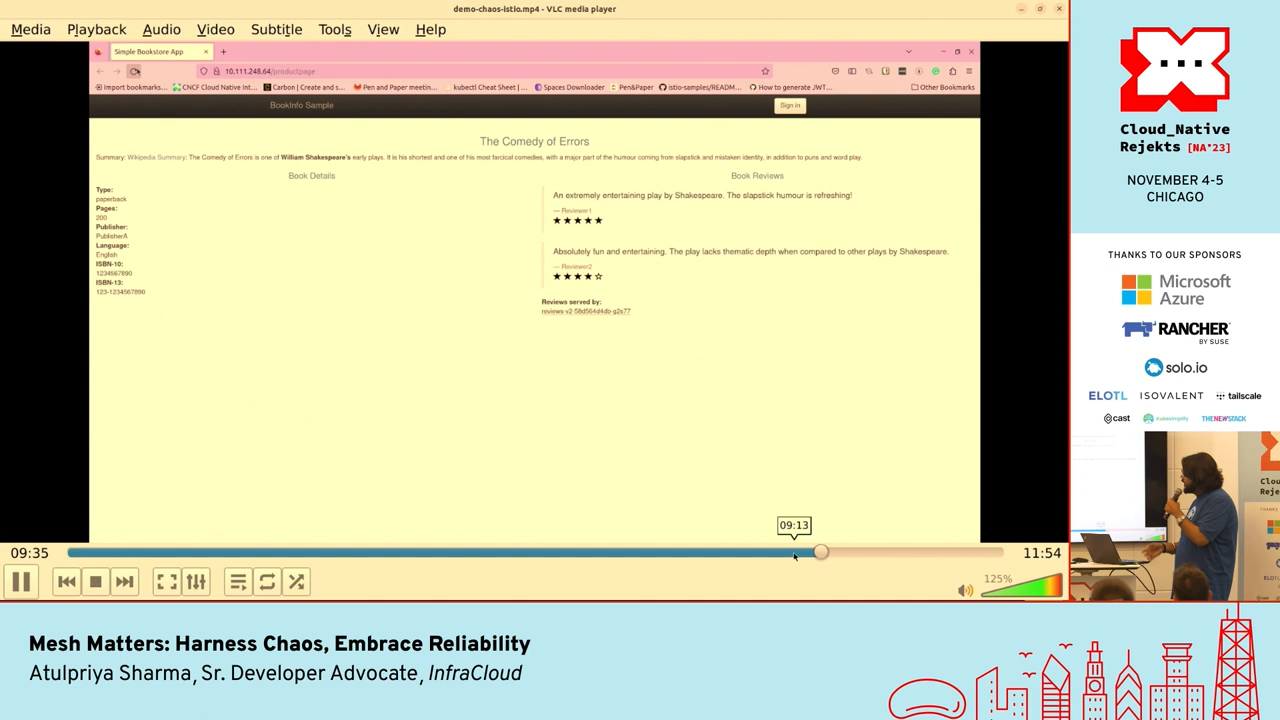 demo-chaos-istio.mp4 - VLC media player
Media Playback Audio Video Subtitle Tools View Help
Simple Bookstore App
10.111.248.64/productpage
Import bookmarks... CNCF Cloud Native Int... Carbon | Create and s... Pen and Paper meetin... kubectl Cheat Sheet | ... Spaces Downloader Pen&Paper istio-samples/READM... How to generate JWT... Other Bookmarks
BookInfo Sample Sign in
The Comedy of Errors
Summary: Wikipedia Summary: The Comedy of Errors is one of William Shakespeare's early plays. It is his shortest and one of his most farcical comedies, with a major part of the humour coming from slapstick and mistaken identity, in addition to puns and word play.
Book Details
Type:
paperback
Pages:
200
Publisher:
PublisherA
Language:
English
ISBN-10:
1234567890
ISBN-13:
123-1234567890
Book Reviews
An extremely entertaining play by Shakespeare. The slapstick humour is refreshing!
— Reviewer1
Absolutely fun and entertaining. The play lacks thematic depth when compared to other plays by Shakespeare.
— Reviewer2
Reviews served by:
reviews-v2-58d564d4db-g2s77
09:13
09:35 11:54
125%
Cloud_Native
Rejekts [NA'23]
NOVEMBER 4-5
CHICAGO
THANKS TO OUR SPONSORS
Microsoft
Azure
RANCHER
BY SUSE
solo.io
ELOTL ISOVALENT tailscale
cast kubesimplify THENEWSTACK
Mesh Matters: Harness Chaos, Embrace Reliability
Atulpriya Sharma, Sr. Developer Advocate, InfraCloud